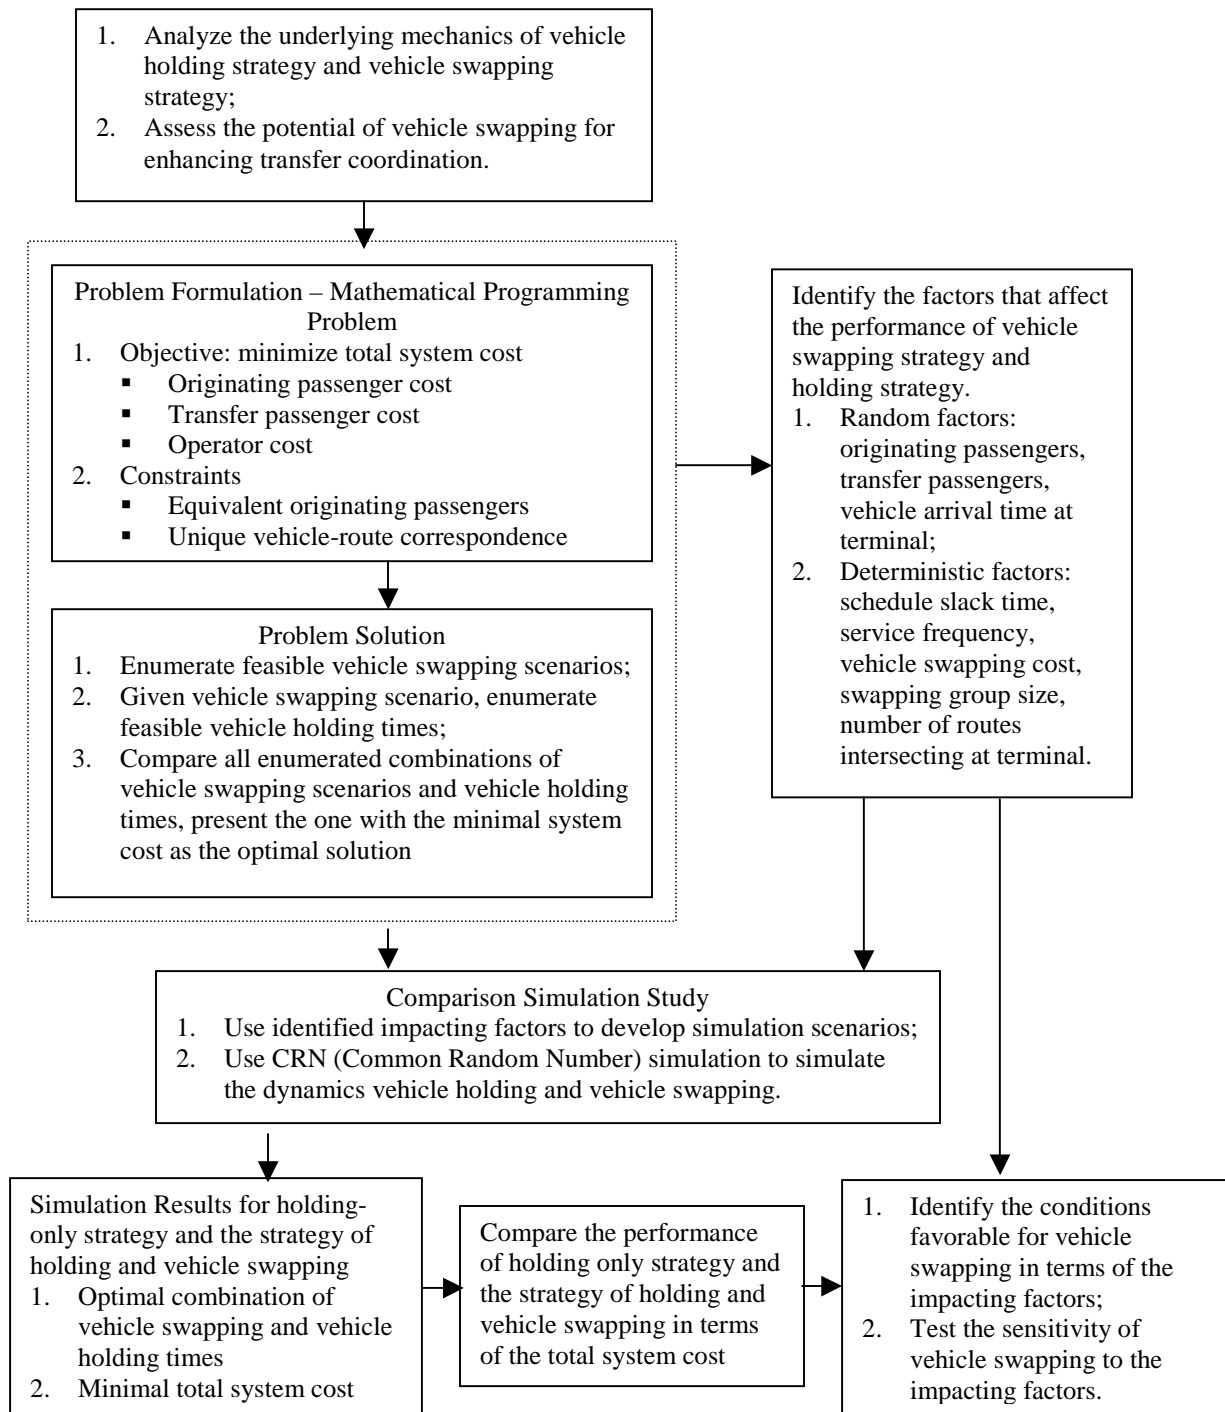 1. Analyze the underlying mechanics of vehicle
holding strategy and vehicle swapping
strategy;
2. Assess the potential of vehicle swapping for
enhancing transfer coordination.
Problem Formulation – Mathematical Programming
Problem
1. Objective: minimize total system cost
▪ Originating passenger cost
▪ Transfer passenger cost
▪ Operator cost
2. Constraints
▪ Equivalent originating passengers
▪ Unique vehicle-route correspondence
Identify the factors that affect
the performance of vehicle
swapping strategy and
holding strategy.
1. Random factors:
originating passengers,
transfer passengers,
vehicle arrival time at
terminal;
2. Deterministic factors:
schedule slack time,
service frequency,
vehicle swapping cost,
swapping group size,
number of routes
intersecting at terminal.
Problem Solution
1. Enumerate feasible vehicle swapping scenarios;
2. Given vehicle swapping scenario, enumerate
feasible vehicle holding times;
3. Compare all enumerated combinations of
vehicle swapping scenarios and vehicle holding
times, present the one with the minimal system
cost as the optimal solution
Comparison Simulation Study
1. Use identified impacting factors to develop simulation scenarios;
2. Use CRN (Common Random Number) simulation to simulate
the dynamics vehicle holding and vehicle swapping.
Simulation Results for holding-
only strategy and the strategy of
holding and vehicle swapping
1. Optimal combination of
vehicle swapping and vehicle
holding times
2. Minimal total system cost
Compare the performance
of holding only strategy and
the strategy of holding and
vehicle swapping in terms
of the total system cost
1. Identify the conditions
favorable for vehicle
swapping in terms of the
impacting factors;
2. Test the sensitivity of
vehicle swapping to the
impacting factors.